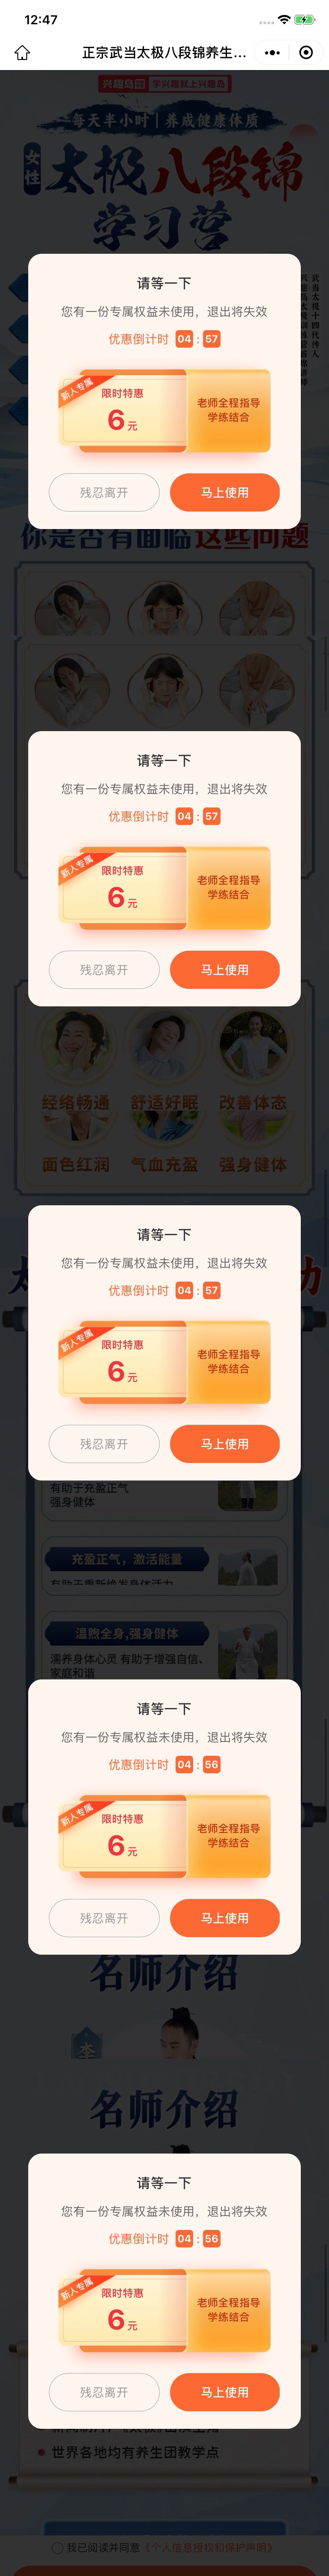 12:47
正宗武当太极八段锦养生...
兴趣岛 学兴趣就上兴趣岛
每天半小时 | 养成健康体质
女性 太极八段锦
学习营
武当太极十四代传人
请等一下
您有一份专属权益未使用，退出将失效
优惠倒计时 04 : 57
新人专属
限时特惠
6元
老师全程指导
学练结合
残忍离开 马上使用
你是否有面临这些问题
请等一下
您有一份专属权益未使用，退出将失效
优惠倒计时 04 : 57
新人专属
限时特惠
6元
老师全程指导
学练结合
残忍离开 马上使用
经络畅通 舒适好眠 改善体态
面色红润 气血充盈 强身健体
请等一下
您有一份专属权益未使用，退出将失效
优惠倒计时 04 : 57
新人专属
限时特惠
6元
老师全程指导
学练结合
残忍离开 马上使用
有助于充盈正气
强身健体
充盈正气，激活能量
温煦全身,强身健体
濡养身体心灵 有助于增强自信、
家庭和谐
请等一下
您有一份专属权益未使用，退出将失效
优惠倒计时 04 : 56
新人专属
限时特惠
6元
老师全程指导
学练结合
残忍离开 马上使用
名师介绍
李
名师介绍
请等一下
您有一份专属权益未使用，退出将失效
优惠倒计时 04 : 56
新人专属
限时特惠
6元
老师全程指导
学练结合
残忍离开 马上使用
世界各地均有养生团教学点
我已阅读并同意《个人信息授权和保护声明》